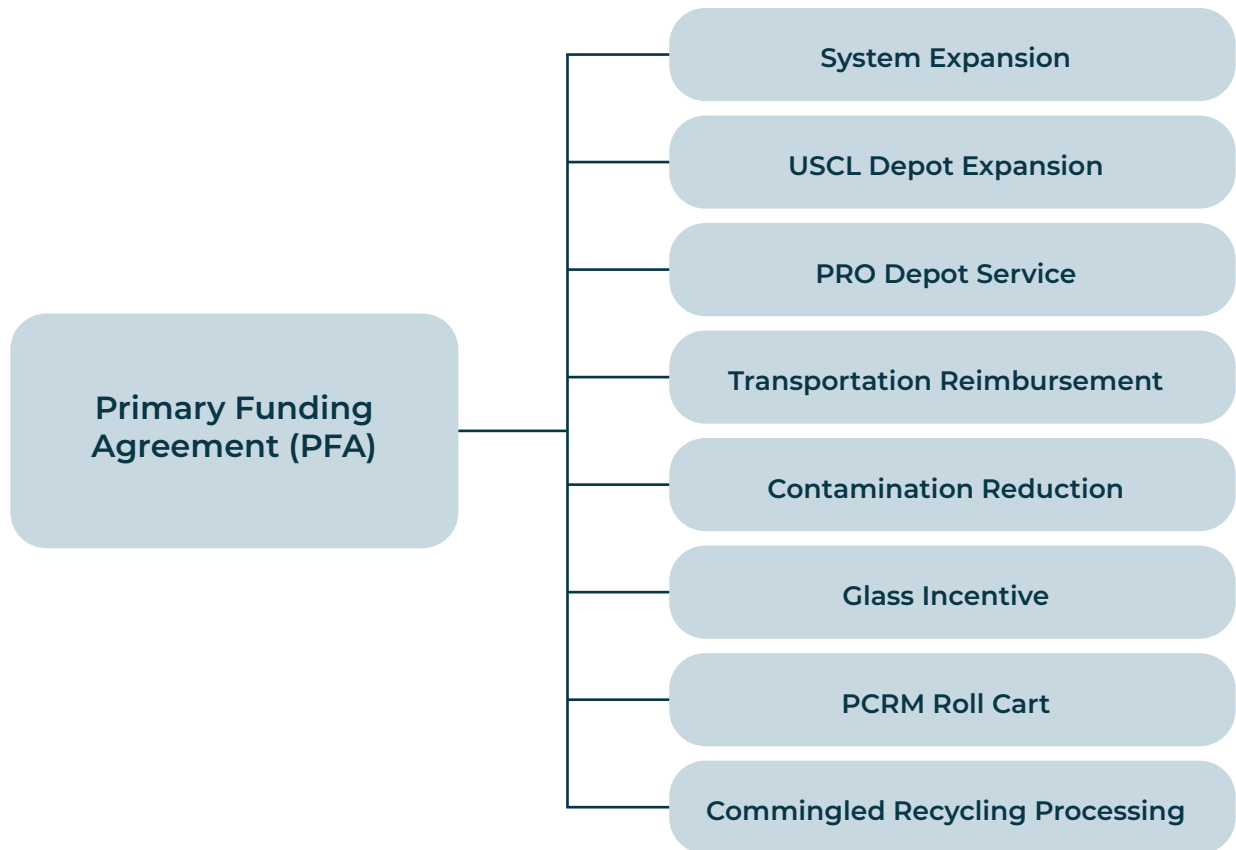 Primary Funding
Agreement (PFA)
System Expansion
USCL Depot Expansion
PRO Depot Service
Transportation Reimbursement
Contamination Reduction
Glass Incentive
PCRM Roll Cart
Commingled Recycling Processing